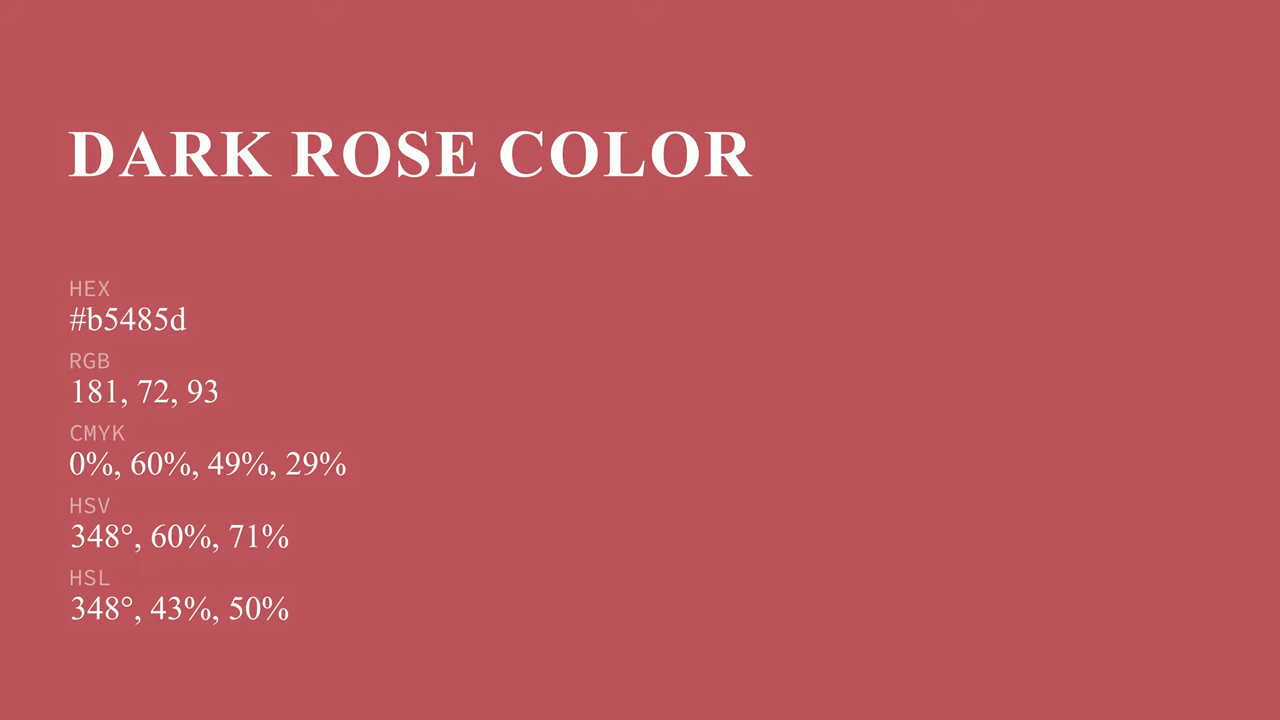 DARK ROSE COLOR
HEX
#b5485d
RGB
181, 72, 93
CMYK
0%, 60%, 49%, 29%
HSV
348°, 60%, 71%
HSL
348°, 43%, 50%